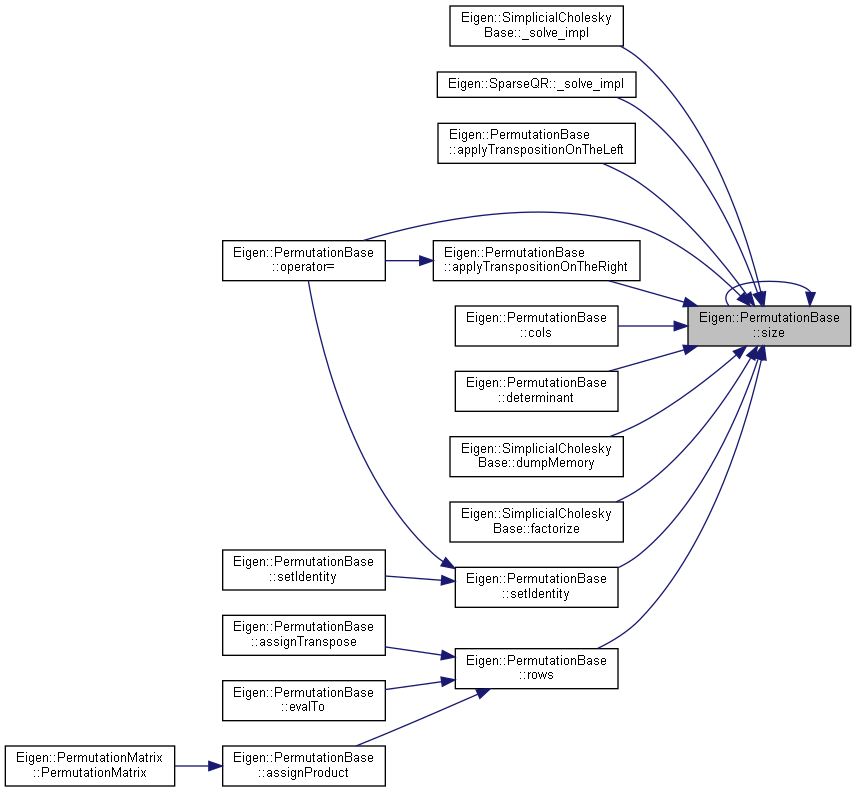 Eigen::SimplicialCholesky
Base::_solve_impl
Eigen::SparseQR::_solve_impl
Eigen::PermutationBase
::applyTranspositionOnTheLeft
Eigen::PermutationBase
::operator=
Eigen::PermutationBase
::applyTranspositionOnTheRight
Eigen::PermutationBase
::size
Eigen::PermutationBase
::cols
Eigen::PermutationBase
::determinant
Eigen::SimplicialCholesky
Base::dumpMemory
Eigen::SimplicialCholesky
Base::factorize
Eigen::PermutationBase
::setIdentity
Eigen::PermutationBase
::setIdentity
Eigen::PermutationBase
::assignTranspose
Eigen::PermutationBase
::rows
Eigen::PermutationBase
::evalTo
Eigen::PermutationMatrix
::PermutationMatrix
Eigen::PermutationBase
::assignProduct